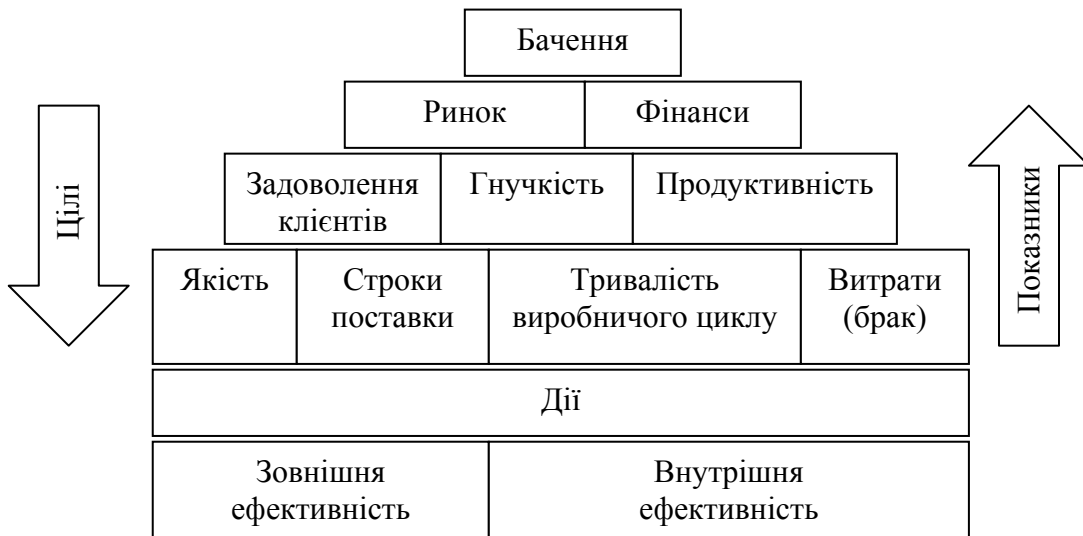 Бачення
Ринок
Фінанси
Задоволення
клієнтів
Гнучкість
Продуктивність
Якість
Строки
поставки
Тривалість
виробничого циклу
Витрати
(брак)
Дії
Зовнішня
ефективність
Внутрішня
ефективність
Цілі
Показники